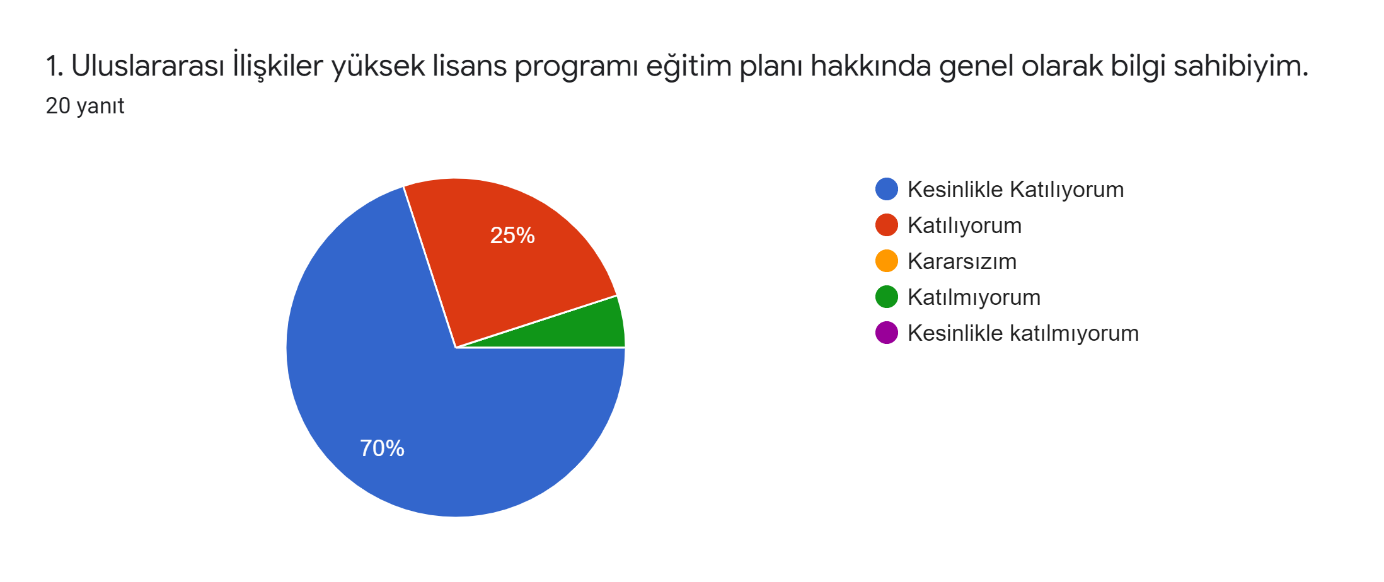 1. Uluslararası İlişkiler yüksek lisans programı eğitim planı hakkında genel olarak bilgi sahibiyim.
20 yanıt
Kesinlikle Katılıyorum
Katılıyorum
Kararsızım
Katılmıyorum
Kesinlikle katılmıyorum
25%
70%